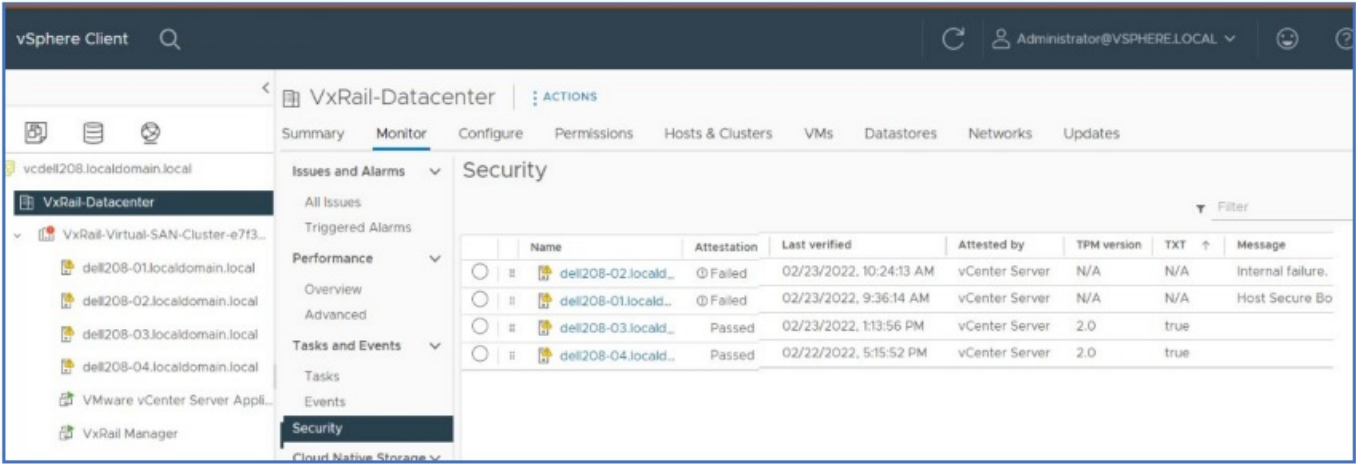 vSphere Client
Administrator@VSPHERE.LOCAL
VxRail-Datacenter
ACTIONS
Summary Monitor Configure Permissions Hosts & Clusters VMs Datastores Networks Updates
vcdell208.localdomain.local
VxRail-Datacenter
VxRail-Virtual-SAN-Cluster-e7f3...
dell208-01.localdomain.local
dell208-02.localdomain.local
dell208-03.localdomain.local
dell208-04.localdomain.local
VMware vCenter Server Appli...
VxRail Manager
Issues and Alarms
All Issues
Triggered Alarms
Performance
Overview
Advanced
Tasks and Events
Tasks
Events
Security
Cloud Native Storage
Security
Filter
Name Attestation Last verified Attested by TPM version TXT Message
dell208-02.locald... Failed 02/23/2022, 10:24:13 AM vCenter Server N/A N/A Internal failure.
dell208-01.locald... Failed 02/23/2022, 9:36:14 AM vCenter Server N/A N/A Host Secure Bo
dell208-03.locald... Passed 02/23/2022, 1:13:56 PM vCenter Server 2.0 true
dell208-04.locald... Passed 02/22/2022, 5:15:52 PM vCenter Server 2.0 true